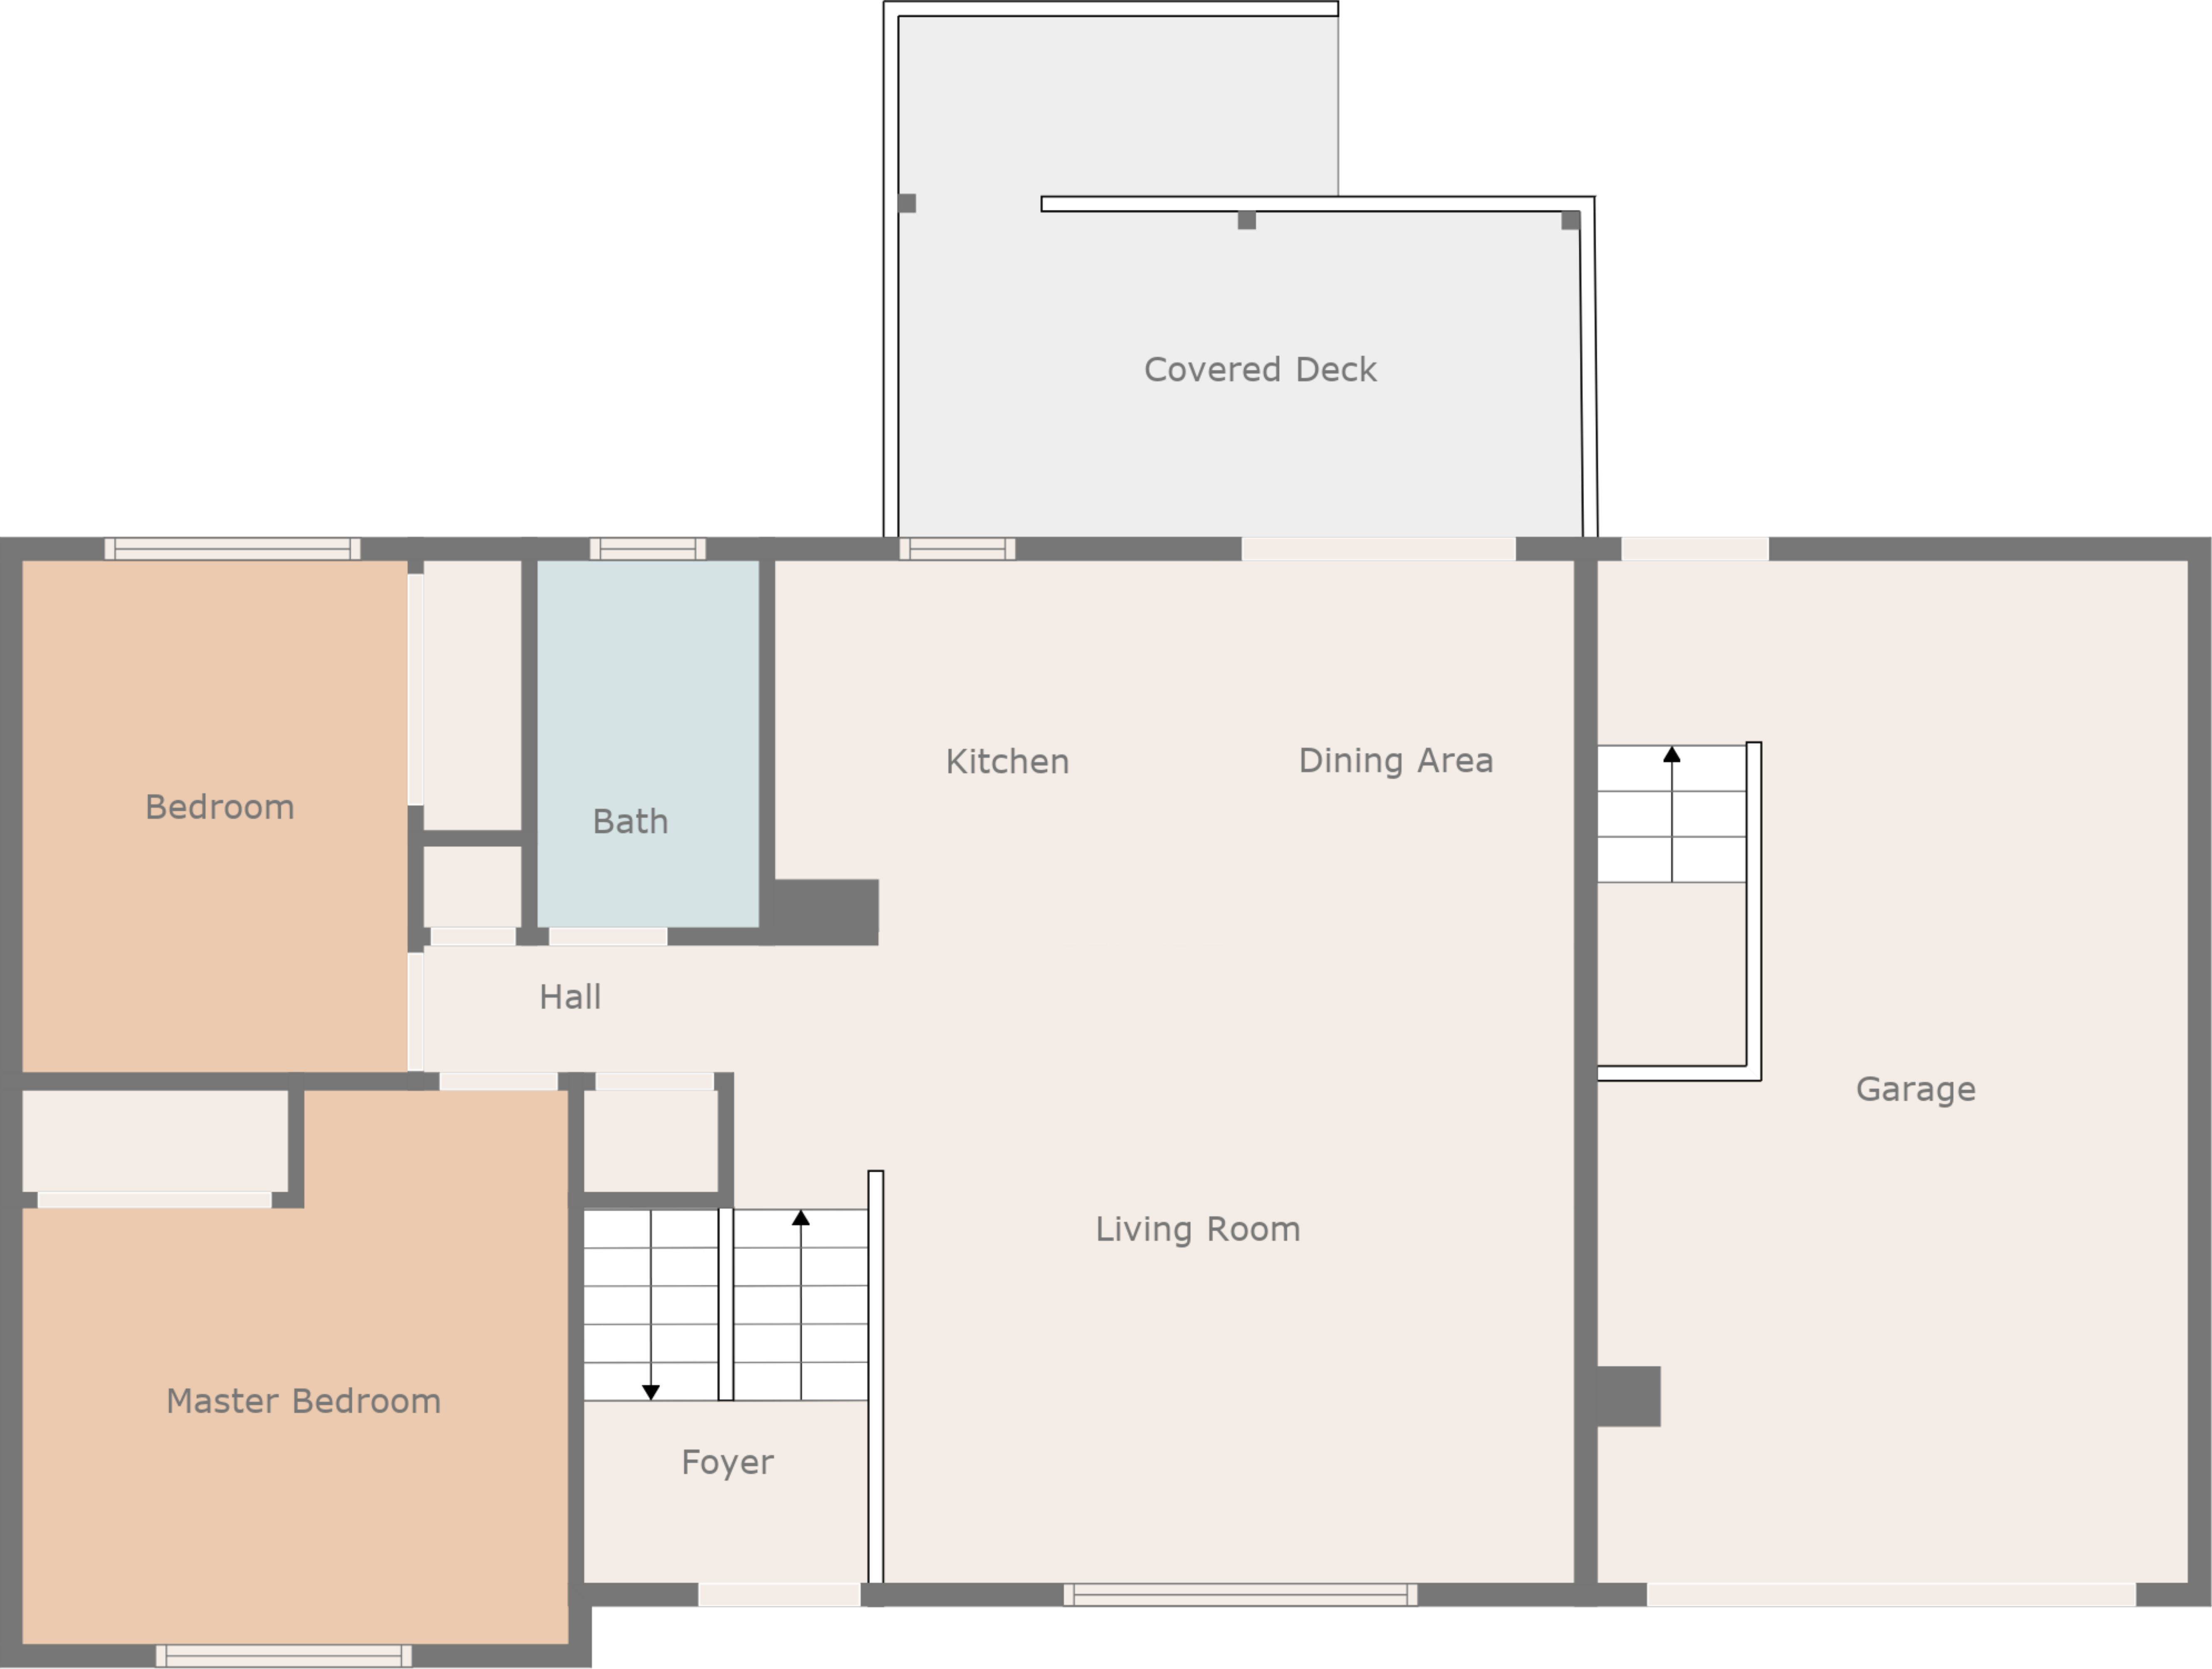 Covered Deck
Kitchen
Dining Area
Bedroom
Bath
Hall
Garage
Living Room
Master Bedroom
Foyer